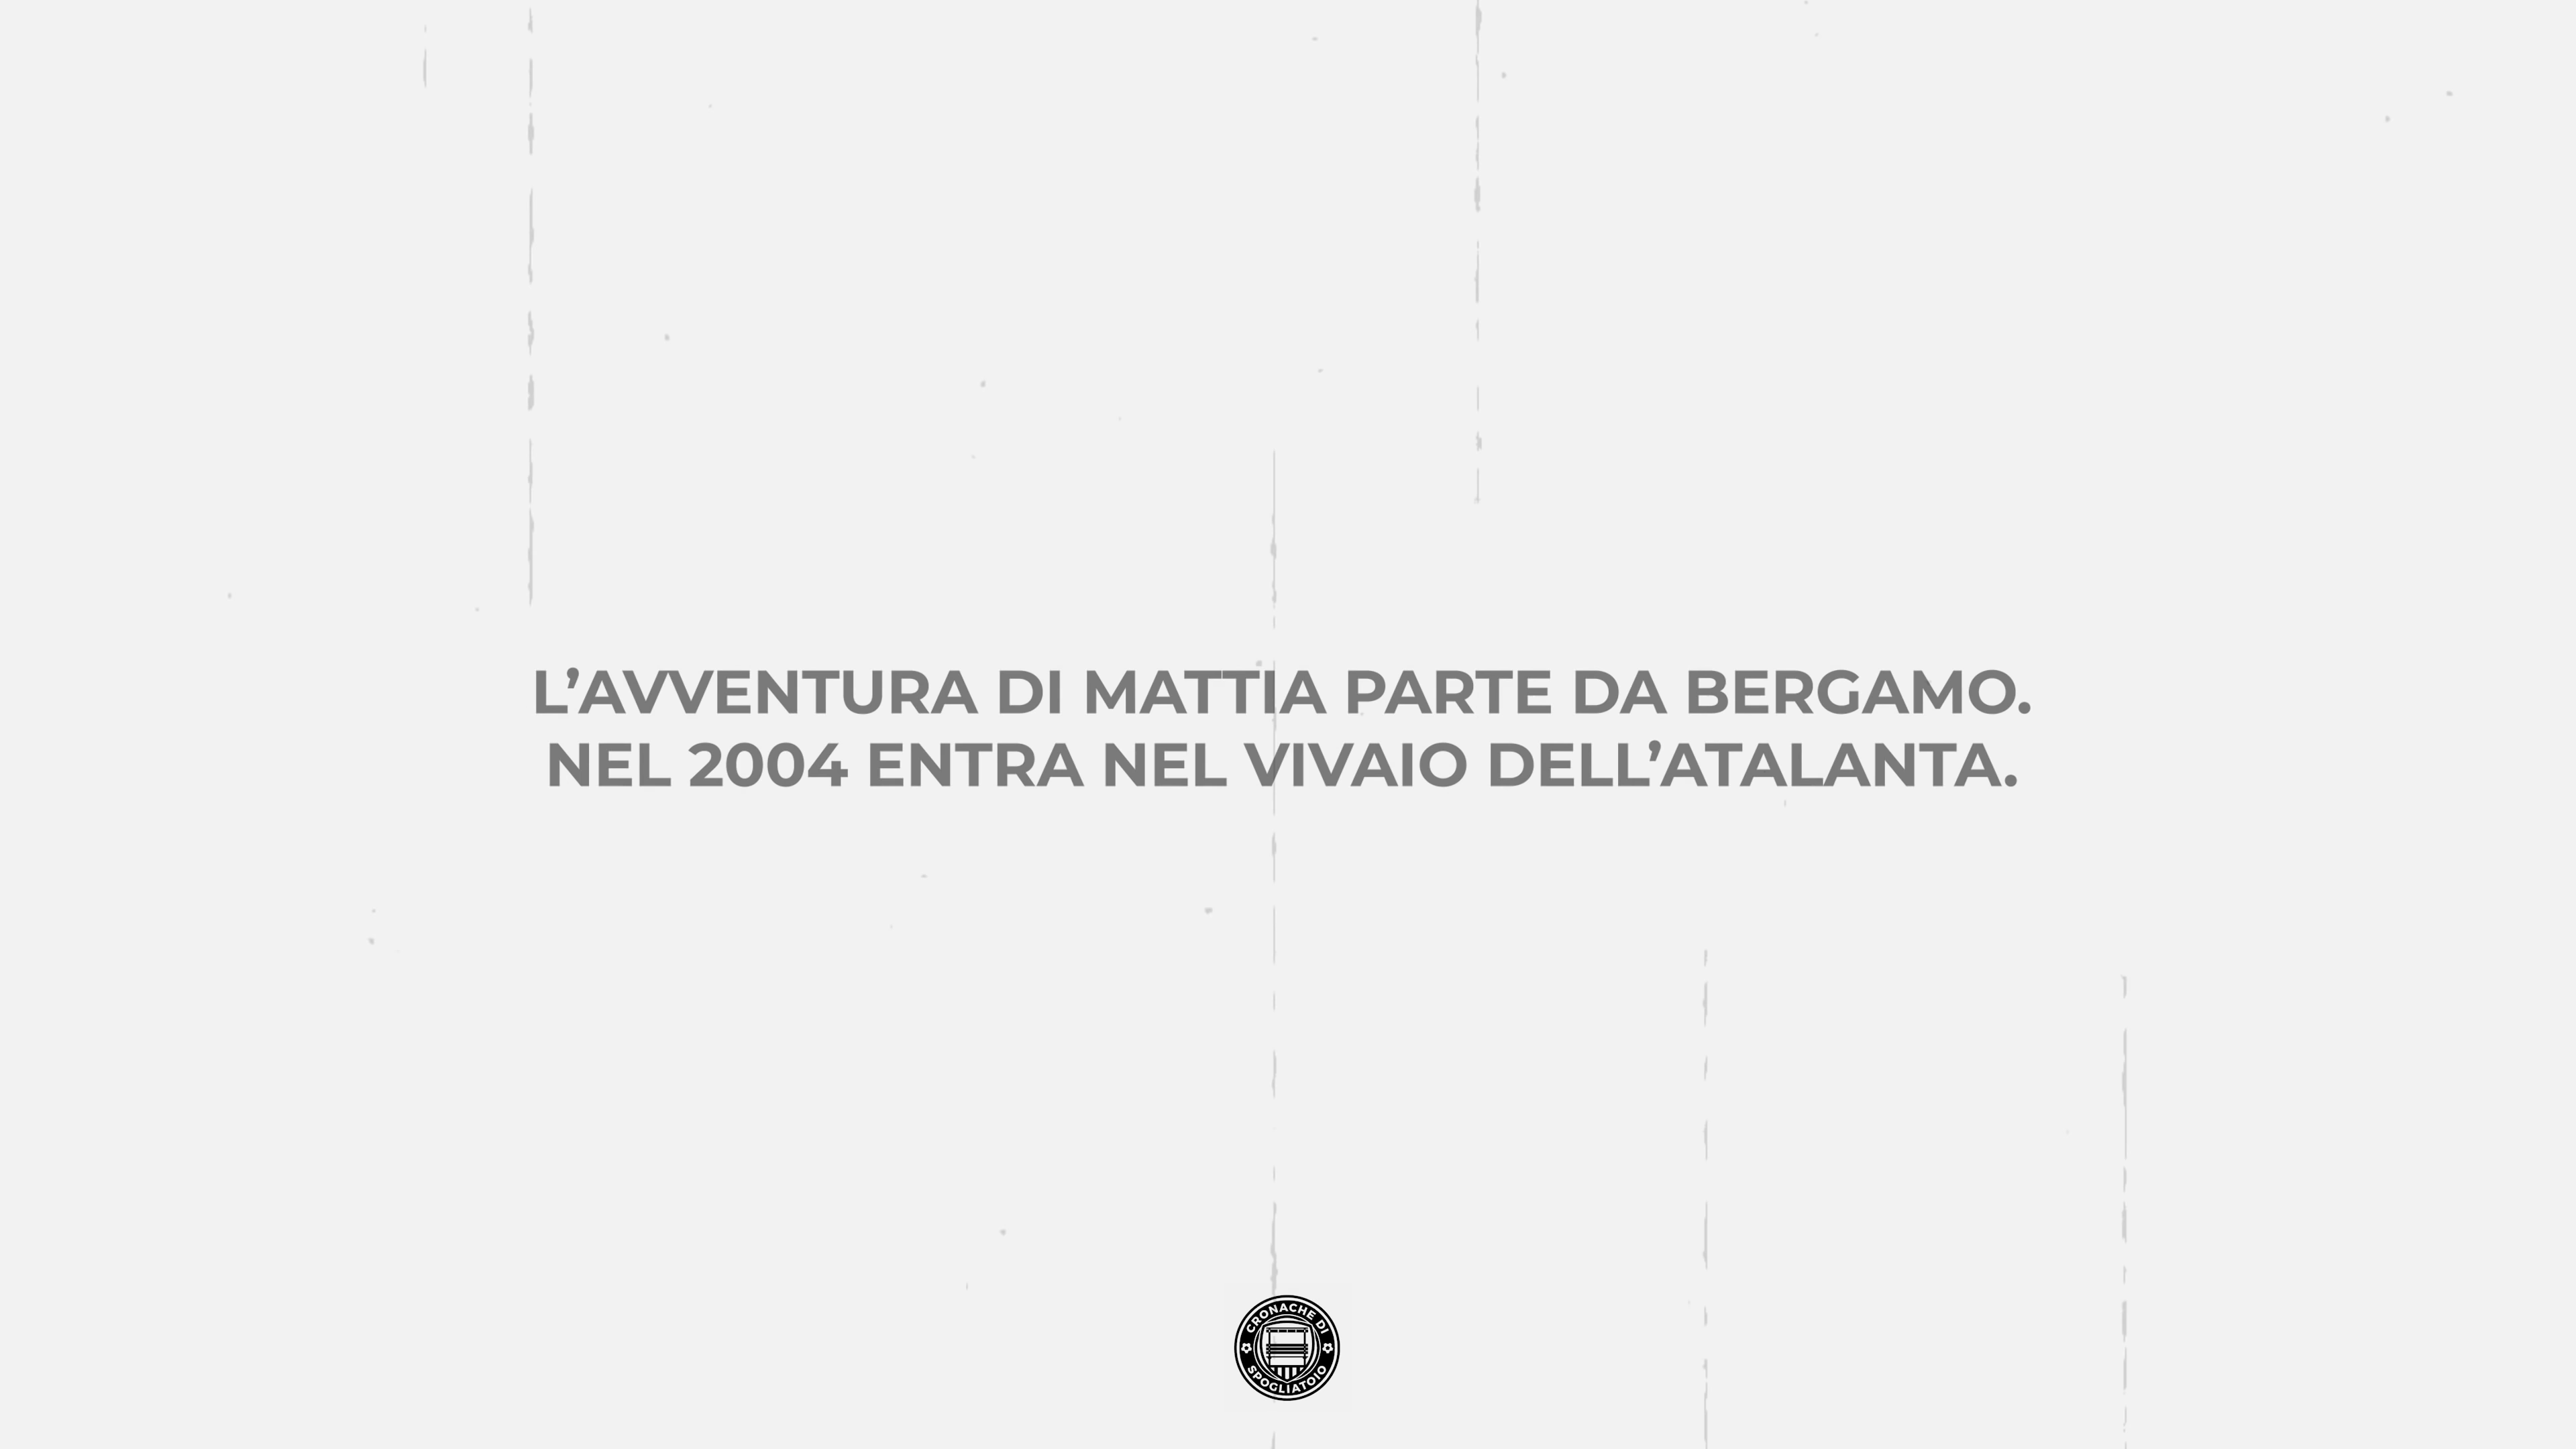 L’AVVENTURA DI MATTIA PARTE DA BERGAMO.
NEL 2004 ENTRA NEL VIVAIO DELL’ATALANTA.
CRONACHE DI
SPOGLIATOIO